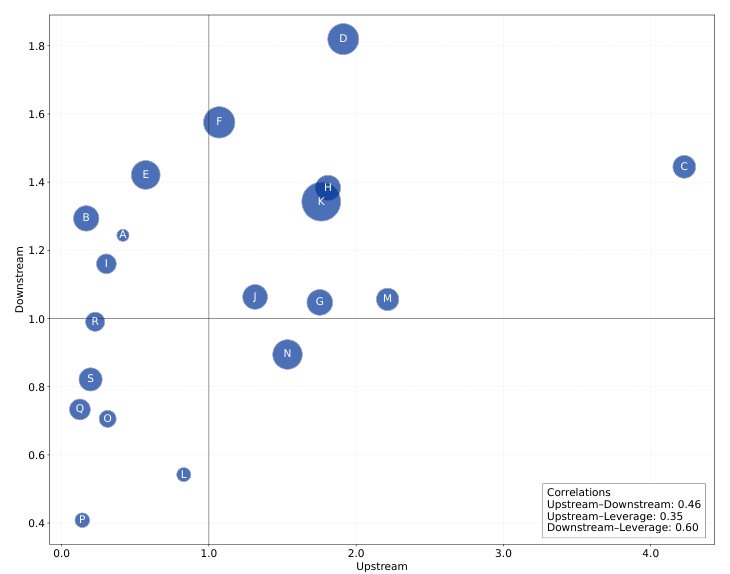 1.8
D
1.6
F
1.4
C
E
H
K
B
A
1.2
I
J
G
M
1.0
R
N
0.8
S
Q
O
0.6
L
0.4
P
Downstream
Correlations
Upstream–Downstream: 0.46
Upstream–Leverage: 0.35
Downstream–Leverage: 0.60
0.0 1.0 2.0 3.0 4.0
Upstream